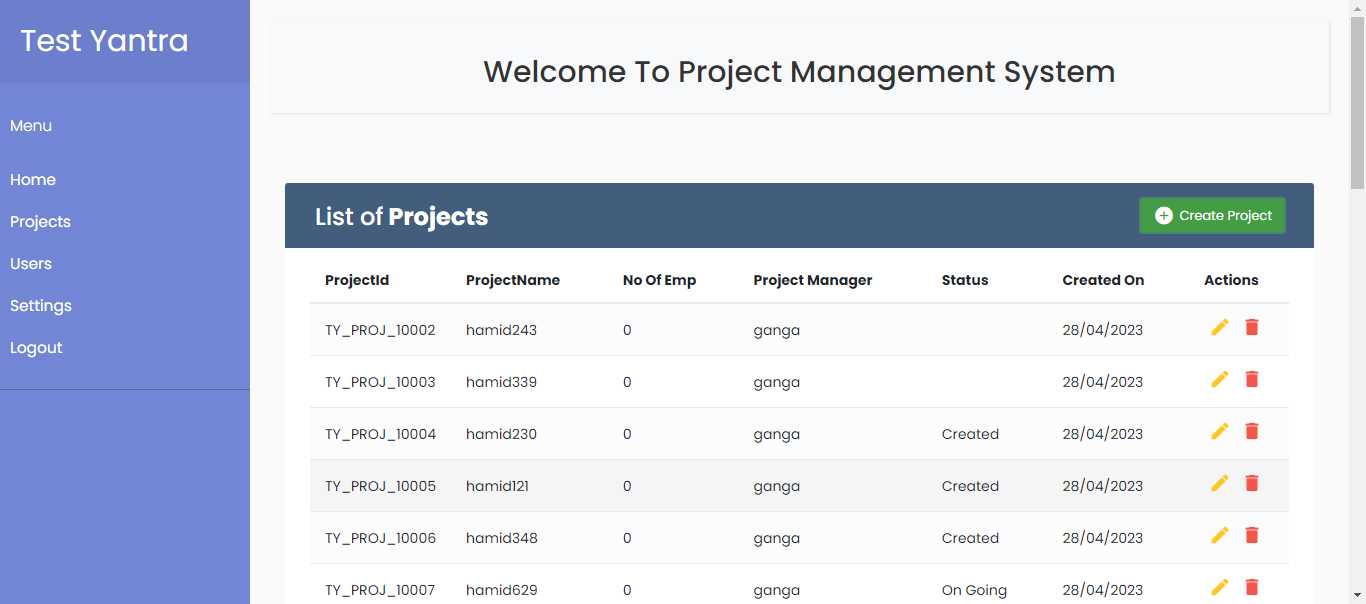 Test Yantra
Menu
Home
Projects
Users
Settings
Logout
Welcome To Project Management System
List of Projects
Create Project
ProjectId ProjectName No Of Emp Project Manager Status Created On Actions
TY_PROJ_10002 hamid243 0 ganga 28/04/2023
TY_PROJ_10003 hamid339 0 ganga 28/04/2023
TY_PROJ_10004 hamid230 0 ganga Created 28/04/2023
TY_PROJ_10005 hamid121 0 ganga Created 28/04/2023
TY_PROJ_10006 hamid348 0 ganga Created 28/04/2023
TY_PROJ_10007 hamid629 0 ganga On Going 28/04/2023